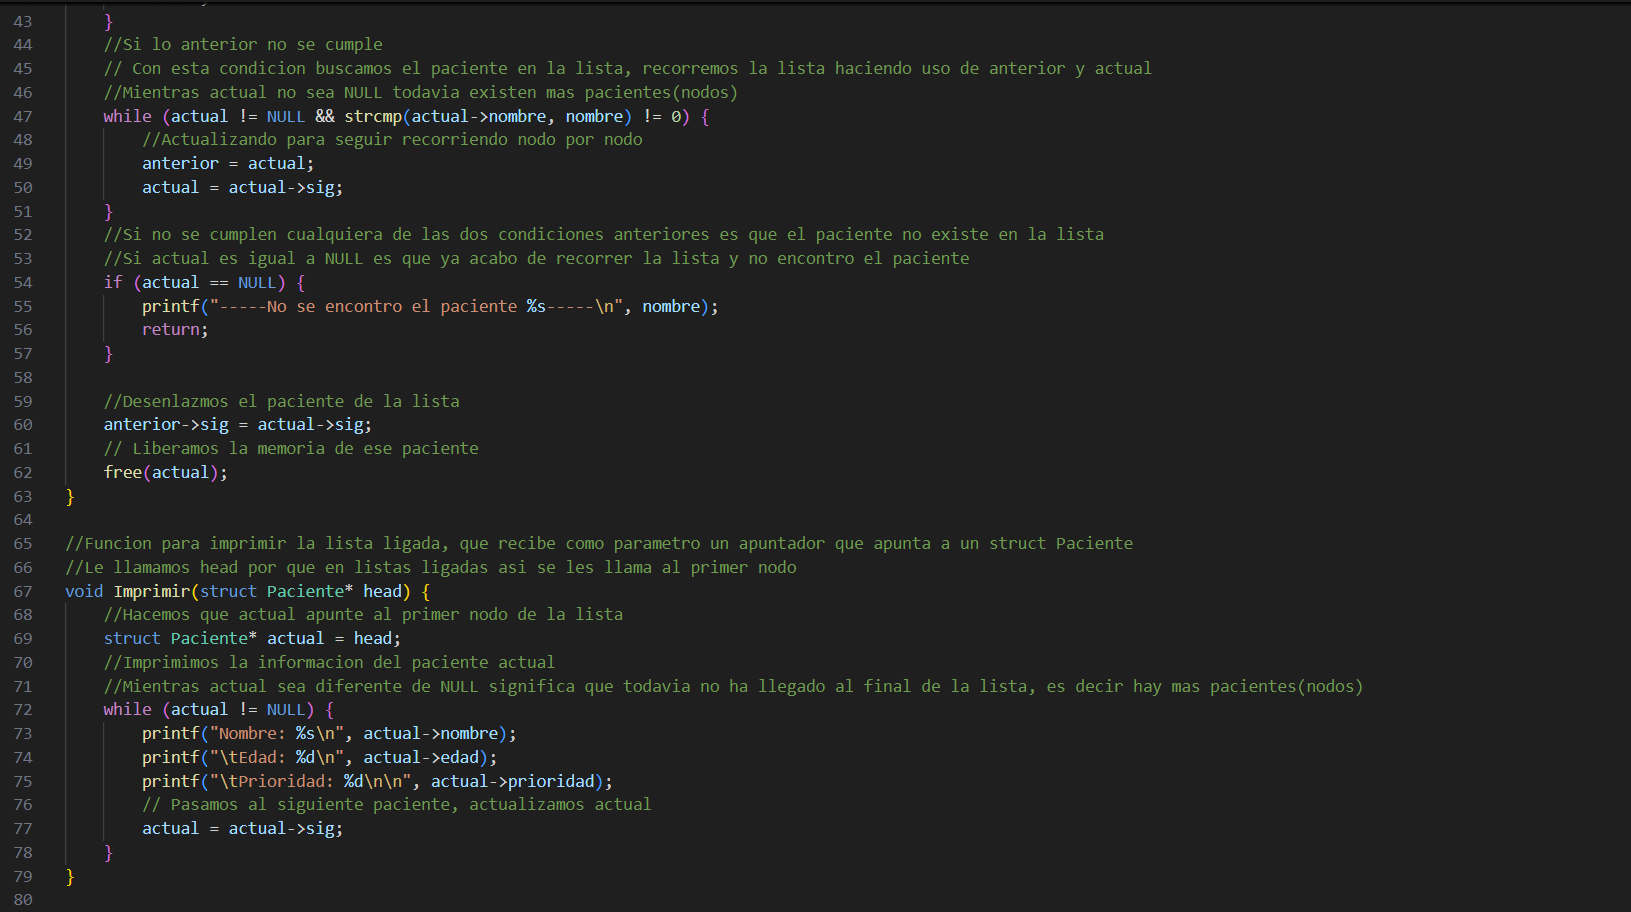 43 }
44 //Si lo anterior no se cumple
45 // Con esta condicion buscamos el paciente en la lista, recorremos la lista haciendo uso de anterior y actual
46 //Mientras actual no sea NULL todavia existen mas pacientes(nodos)
47 while (actual != NULL && strcmp(actual->nombre, nombre) != 0) {
48 //Actualizando para seguir recorriendo nodo por nodo
49 anterior = actual;
50 actual = actual->sig;
51 }
52 //Si no se cumplen cualquiera de las dos condiciones anteriores es que el paciente no existe en la lista
53 //Si actual es igual a NULL es que ya acabo de recorrer la lista y no encontro el paciente
54 if (actual == NULL) {
55 printf("-----No se encontro el paciente %s-----\n", nombre);
56 return;
57 }
58
59 //Desenlazmos el paciente de la lista
60 anterior->sig = actual->sig;
61 // Liberamos la memoria de ese paciente
62 free(actual);
63 }
64
65 //Funcion para imprimir la lista ligada, que recibe como parametro un apuntador que apunta a un struct Paciente
66 //Le llamamos head por que en listas ligadas asi se les llama al primer nodo
67 void Imprimir(struct Paciente* head) {
68 //Hacemos que actual apunte al primer nodo de la lista
69 struct Paciente* actual = head;
70 //Imprimimos la informacion del paciente actual
71 //Mientras actual sea diferente de NULL significa que todavia no ha llegado al final de la lista, es decir hay mas pacientes(nodos)
72 while (actual != NULL) {
73 printf("Nombre: %s\n", actual->nombre);
74 printf("\tEdad: %d\n", actual->edad);
75 printf("\tPrioridad: %d\n\n", actual->prioridad);
76 // Pasamos al siguiente paciente, actualizamos actual
77 actual = actual->sig;
78 }
79 }
80